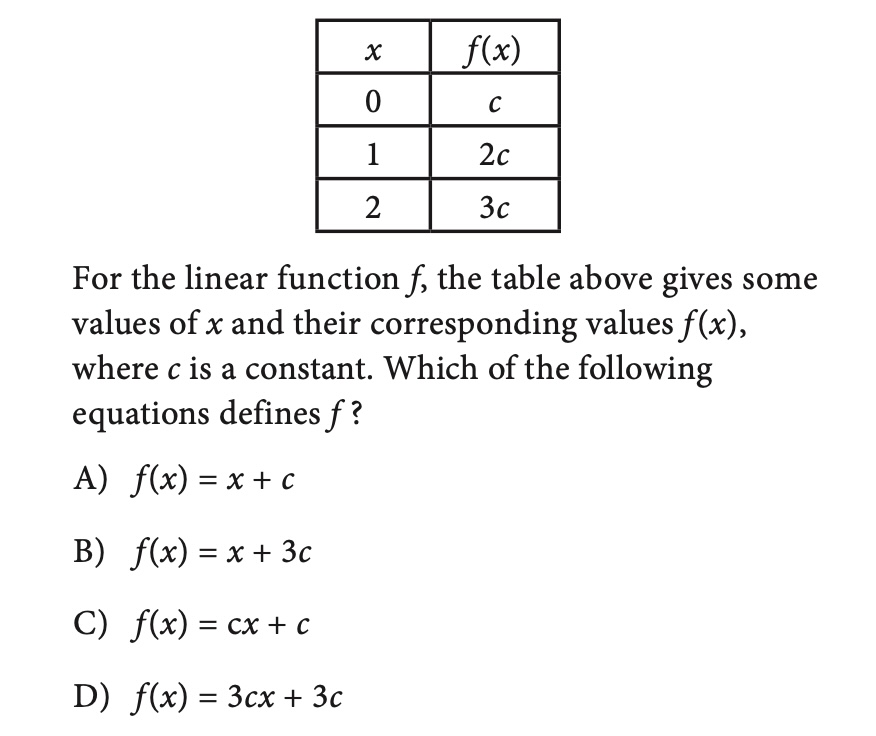 x f(x)
0 c
1 2c
2 3c
For the linear function f, the table above gives some
values of x and their corresponding values f(x),
where c is a constant. Which of the following
equations defines f ?
A) f(x) = x + c
B) f(x) = x + 3c
C) f(x) = cx + c
D) f(x) = 3cx + 3c